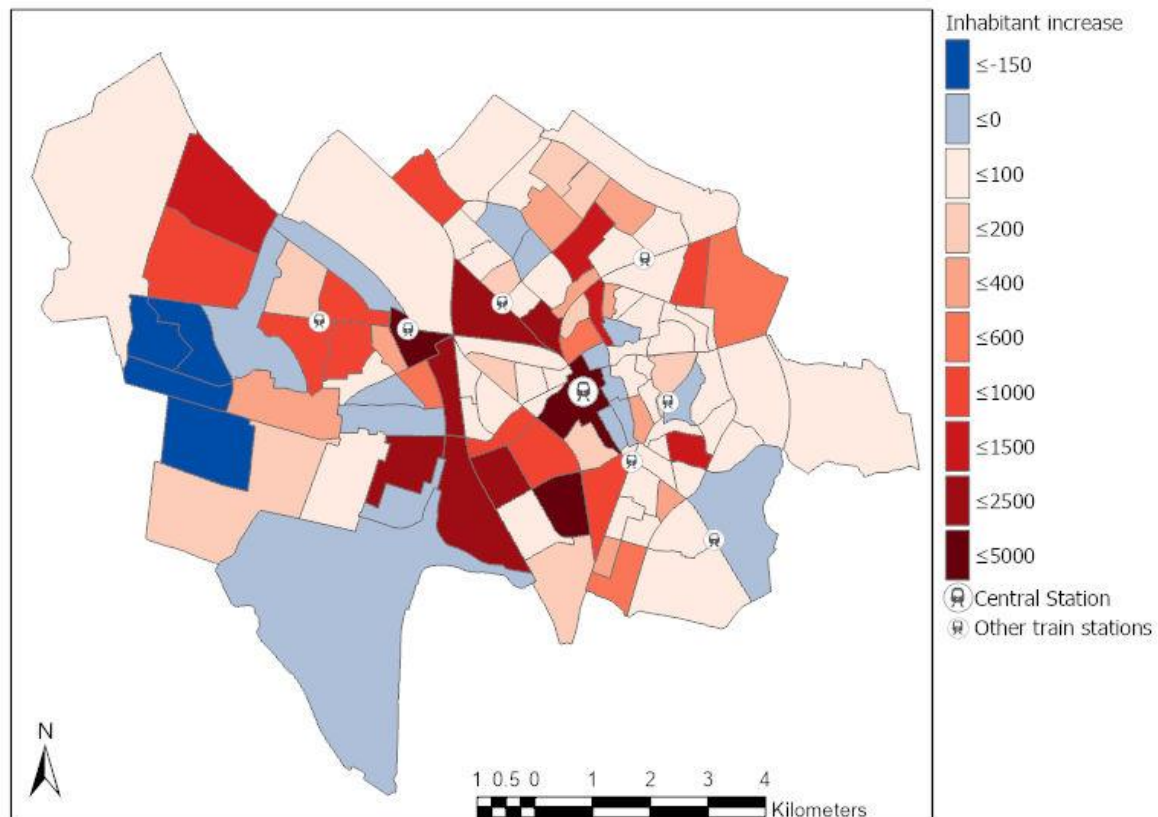 Inhabitant increase
≤-150
≤0
≤100
≤200
≤400
≤600
≤1000
≤1500
≤2500
≤5000
Central Station
Other train stations
N
1 0.5 0 1 2 3 4
Kilometers